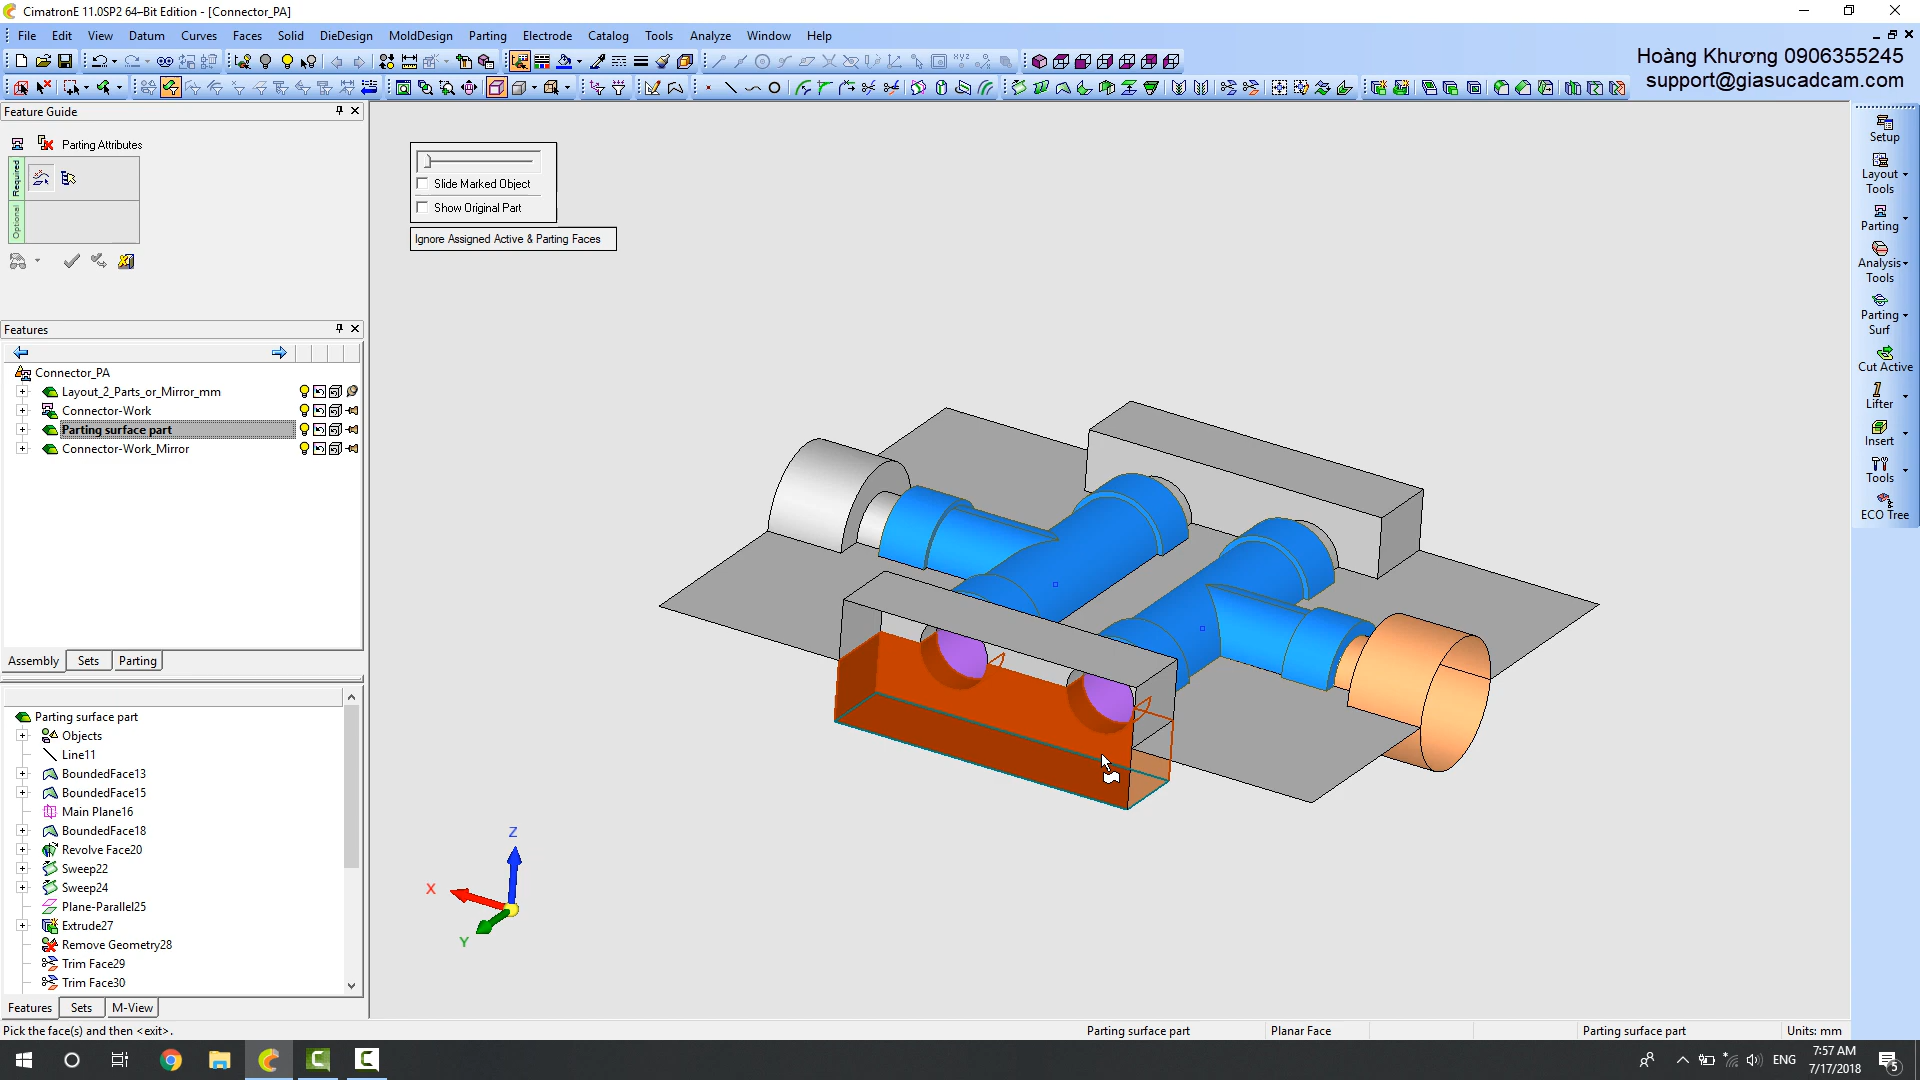 CimatronE 11.0SP2 64–Bit Edition - [Connector_PA]
File Edit View Datum Curves Faces Solid DieDesign MoldDesign Parting Electrode Catalog Tools Analyze Window Help
Hoàng Khương 0906355245
support@giasucadcam.com
Feature Guide
Parting Attributes
Required
Optional
Slide Marked Object
Show Original Part
Ignore Assigned Active & Parting Faces
Features
Connector_PA
Layout_2_Parts_or_Mirror_mm
Connector-Work
Parting surface part
Connector-Work_Mirror
Assembly Sets Parting
Parting surface part
Objects
Line11
BoundedFace13
BoundedFace15
Main Plane16
BoundedFace18
Revolve Face20
Sweep22
Sweep24
Plane-Parallel25
Extrude27
Remove Geometry28
Trim Face29
Trim Face30
Features Sets M-View
Z
X
Y
Setup
Layout
Tools
Parting
Analysis
Tools
Parting
Surf
Cut Active
Lifter
Insert
Tools
ECO Tree
Pick the face(s) and then <exit>.
Parting surface part
Planar Face
Parting surface part
Units: mm
ENG
7:57 AM
7/17/2018
5